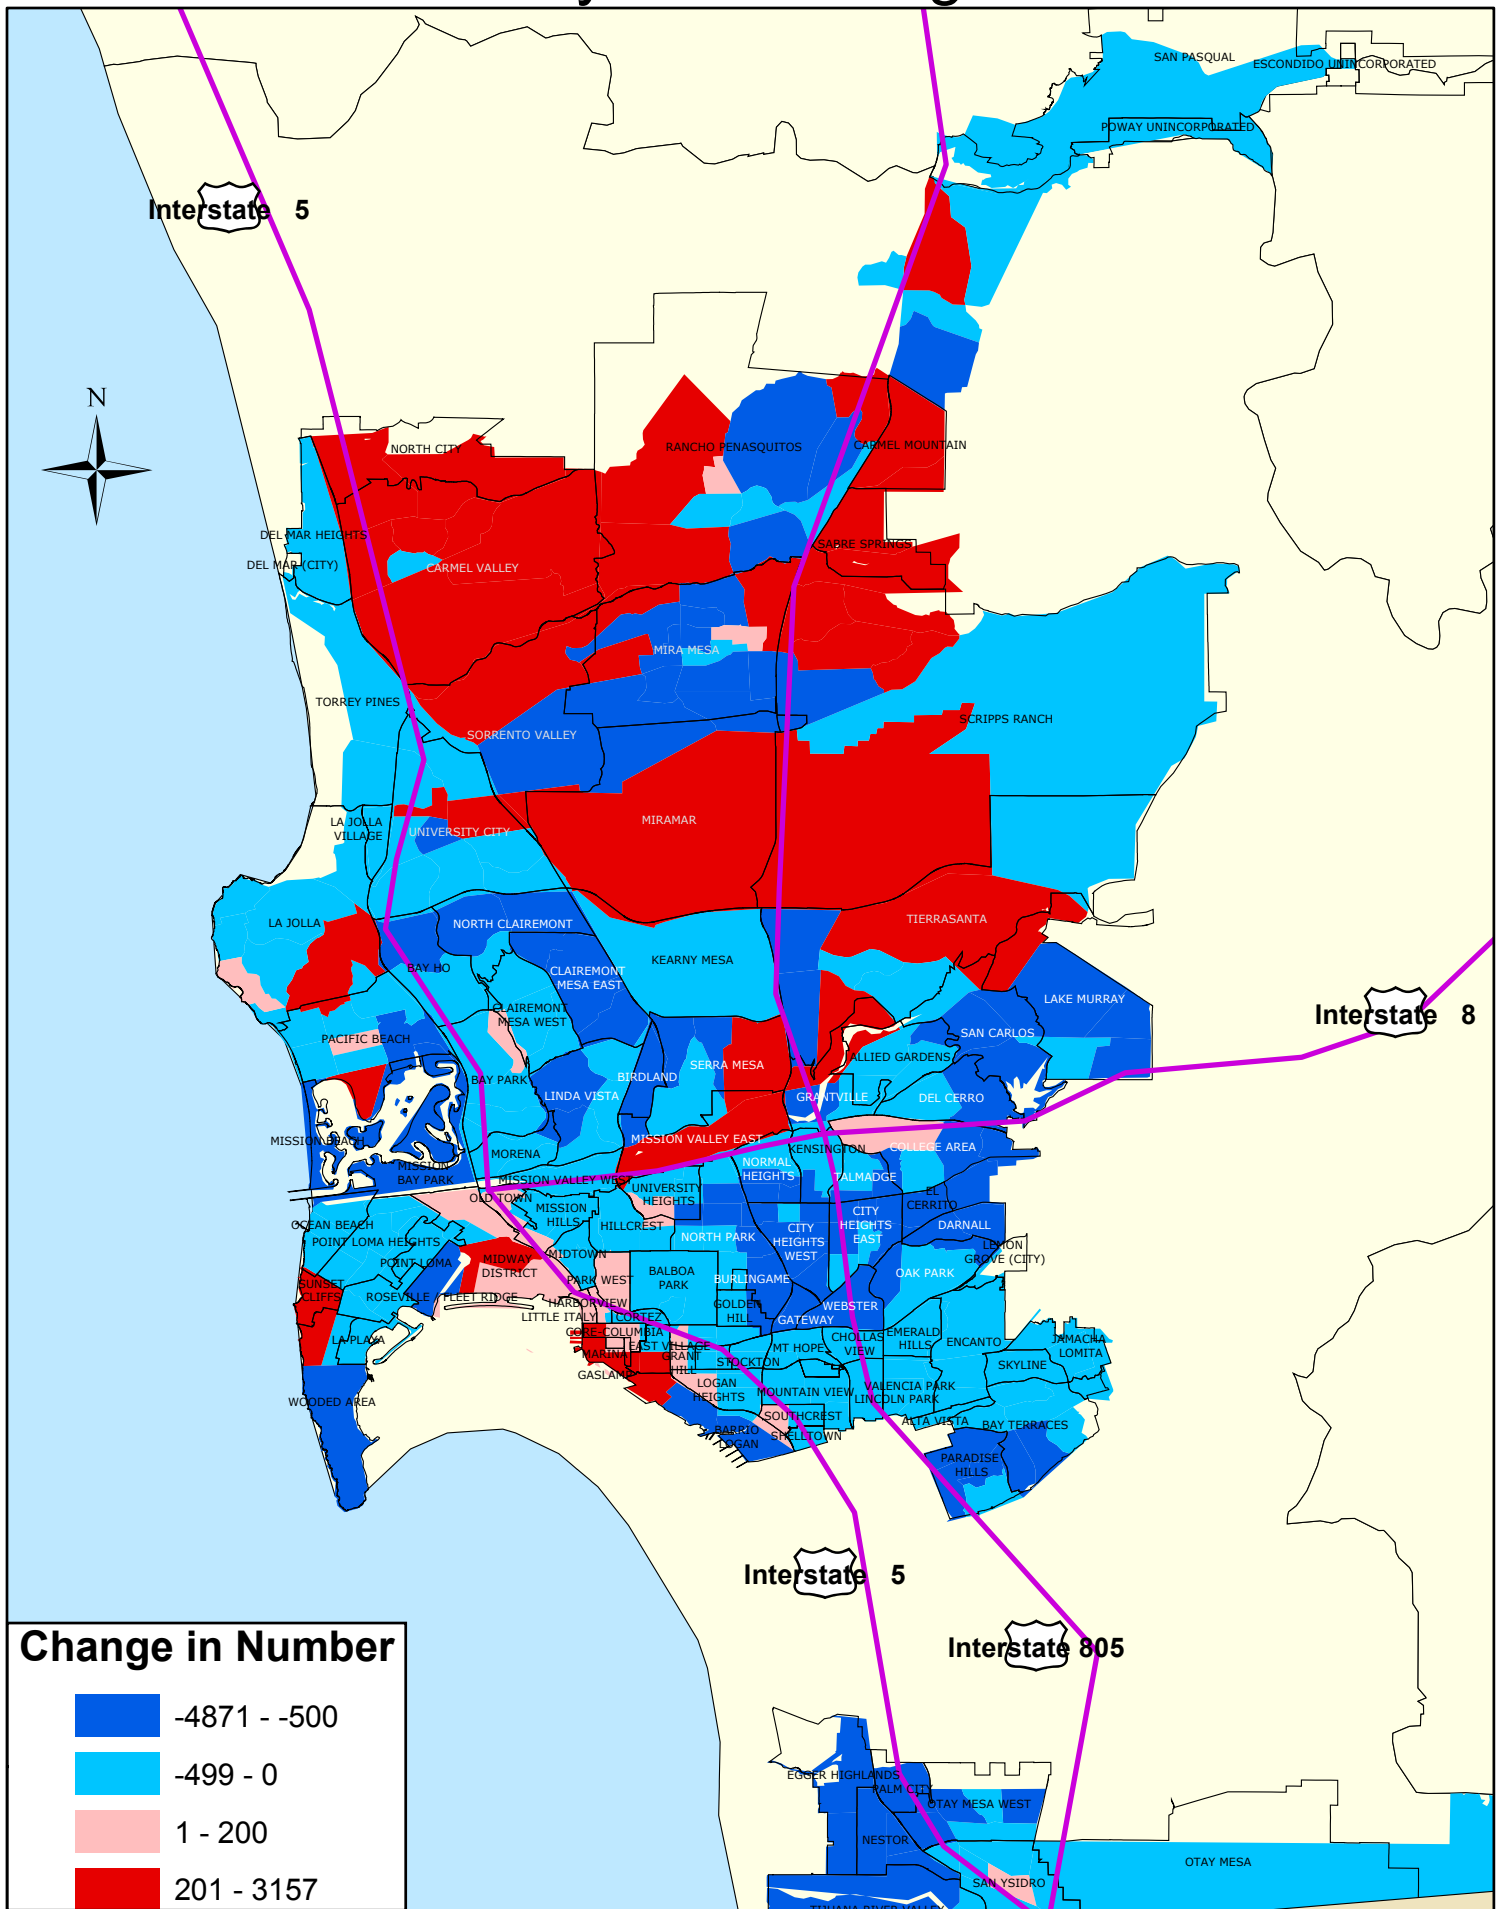 SAN PASQUAL
ESCONDIDO UNINCORPORATED
POWAY UNINCORPORATED
Interstate 5
N
NORTH CITY
RANCHO PENASQUITOS
CARMEL MOUNTAIN
DEL MAR HEIGHTS
SABRE SPRINGS
DEL MAR (CITY)
CARMEL VALLEY
MIRA MESA
TORREY PINES
SCRIPPS RANCH
SORRENTO VALLEY
LA JOLLA
VILLAGE
UNIVERSITY CITY
MIRAMAR
LA JOLLA
NORTH CLAIREMONT
TIERRASANTA
BAY HO
KEARNY MESA
CLAIREMONT
MESA EAST
LAKE MURRAY
CLAIREMONT
MESA WEST
Interstate 8
PACIFIC BEACH
SAN CARLOS
ALLIED GARDENS
BAY PARK
BIRDLAND
SERRA MESA
LINDA VISTA
GRANTVILLE
DEL CERRO
MISSION BEACH
MISSION VALLEY EAST
KENSINGTON
COLLEGE AREA
MORENA
MISSION
BAY PARK
MISSION VALLEY WEST
NORMAL
HEIGHTS
TALMADGE
OLD TOWN
UNIVERSITY
HEIGHTS
EL
CERRITO
MISSION
HILLS
OCEAN BEACH
HILLCREST
CITY
HEIGHTS
EAST
CITY
HEIGHTS
WEST
DARNALL
POINT LOMA HEIGHTS
NORTH PARK
MIDTOWN
LEMON
GROVE (CITY)
POINT LOMA
MIDWAY
DISTRICT
PARK WEST
BALBOA
PARK
BURLINGAME
OAK PARK
SUNSET
CLIFFS
ROSEVILLE
FLEET RIDGE
HARBORVIEW
LITTLE ITALY
CORTEZ
GOLDEN
HILL
WEBSTER
GATEWAY
LA PLAYA
CORE-COLUMBIA
EAST VILLAGE
MARINA
GRANT
HILL
STOCKTON
MT HOPE
CHOLLAS
VIEW
EMERALD
HILLS
ENCANTO
JAMACHA
LOMITA
SKYLINE
GASLAMP
LOGAN
HEIGHTS
MOUNTAIN VIEW
VALENCIA PARK
LINCOLN PARK
WOODED AREA
SOUTHCREST
ALTA VISTA
BAY TERRACES
BARRIO
LOGAN
SHELLTOWN
PARADISE
HILLS
Interstate 5
Interstate 805
Change in Number
-4871 - -500
-499 - 0
1 - 200
201 - 3157
EGGER HIGHLANDS
PALM CITY
OTAY MESA WEST
NESTOR
OTAY MESA
SAN YSIDRO
TIJUANA RIVER VALLEY